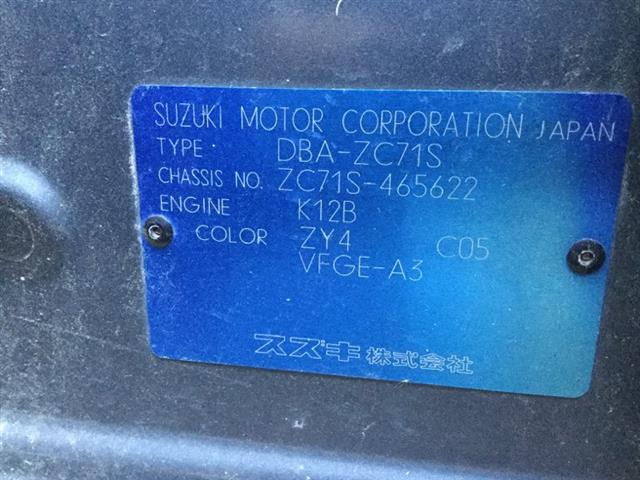 SUZUKI MOTOR CORPORATION JAPAN
TYPE DBA-ZC71S
CHASSIS NO. ZC71S-465622
ENGINE K12B
COLOR ZY4 C05
VFGE-A3
スズキ株式会社